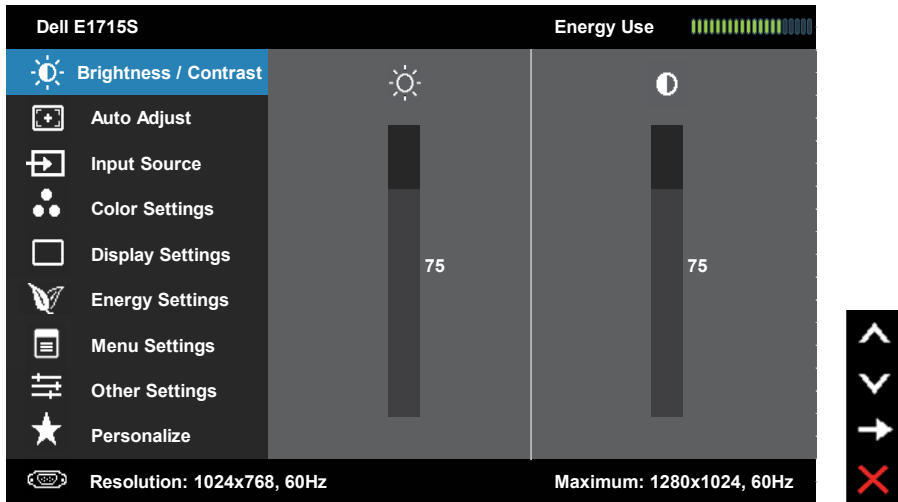 Dell E1715S
Energy Use
Brightness / Contrast
Auto Adjust
Input Source
Color Settings
Display Settings
Energy Settings
Menu Settings
Other Settings
Personalize
75
75
Resolution: 1024x768, 60Hz
Maximum: 1280x1024, 60Hz